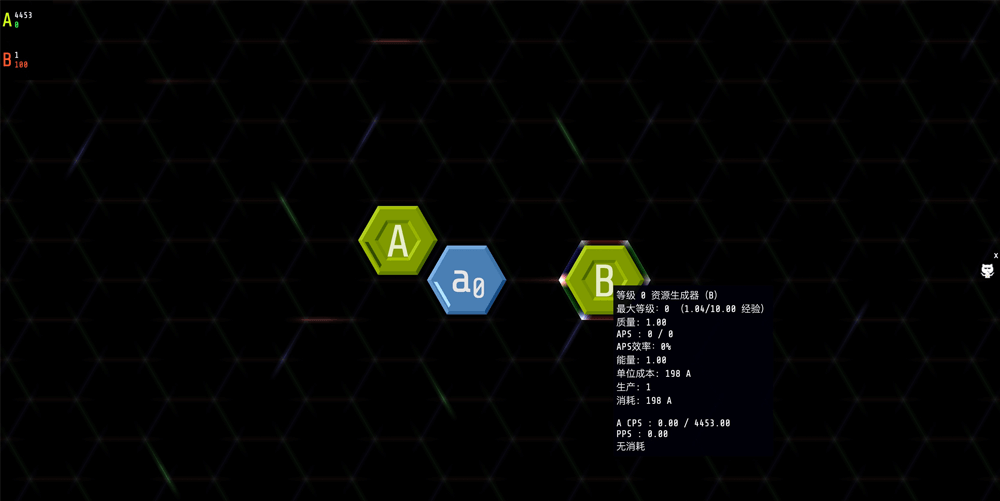 A 4453
0
B 1
100
A
a0
B
x
等级 0 资源生成器 (B)
最大等级: 0 (1.04/10.00 经验)
质量: 1.00
APS : 0 / 0
APS效率: 0%
能量: 1.00
单位成本: 198 A
生产: 1
消耗: 198 A
A CPS : 0.00 / 4453.00
PPS : 0.00
无消耗